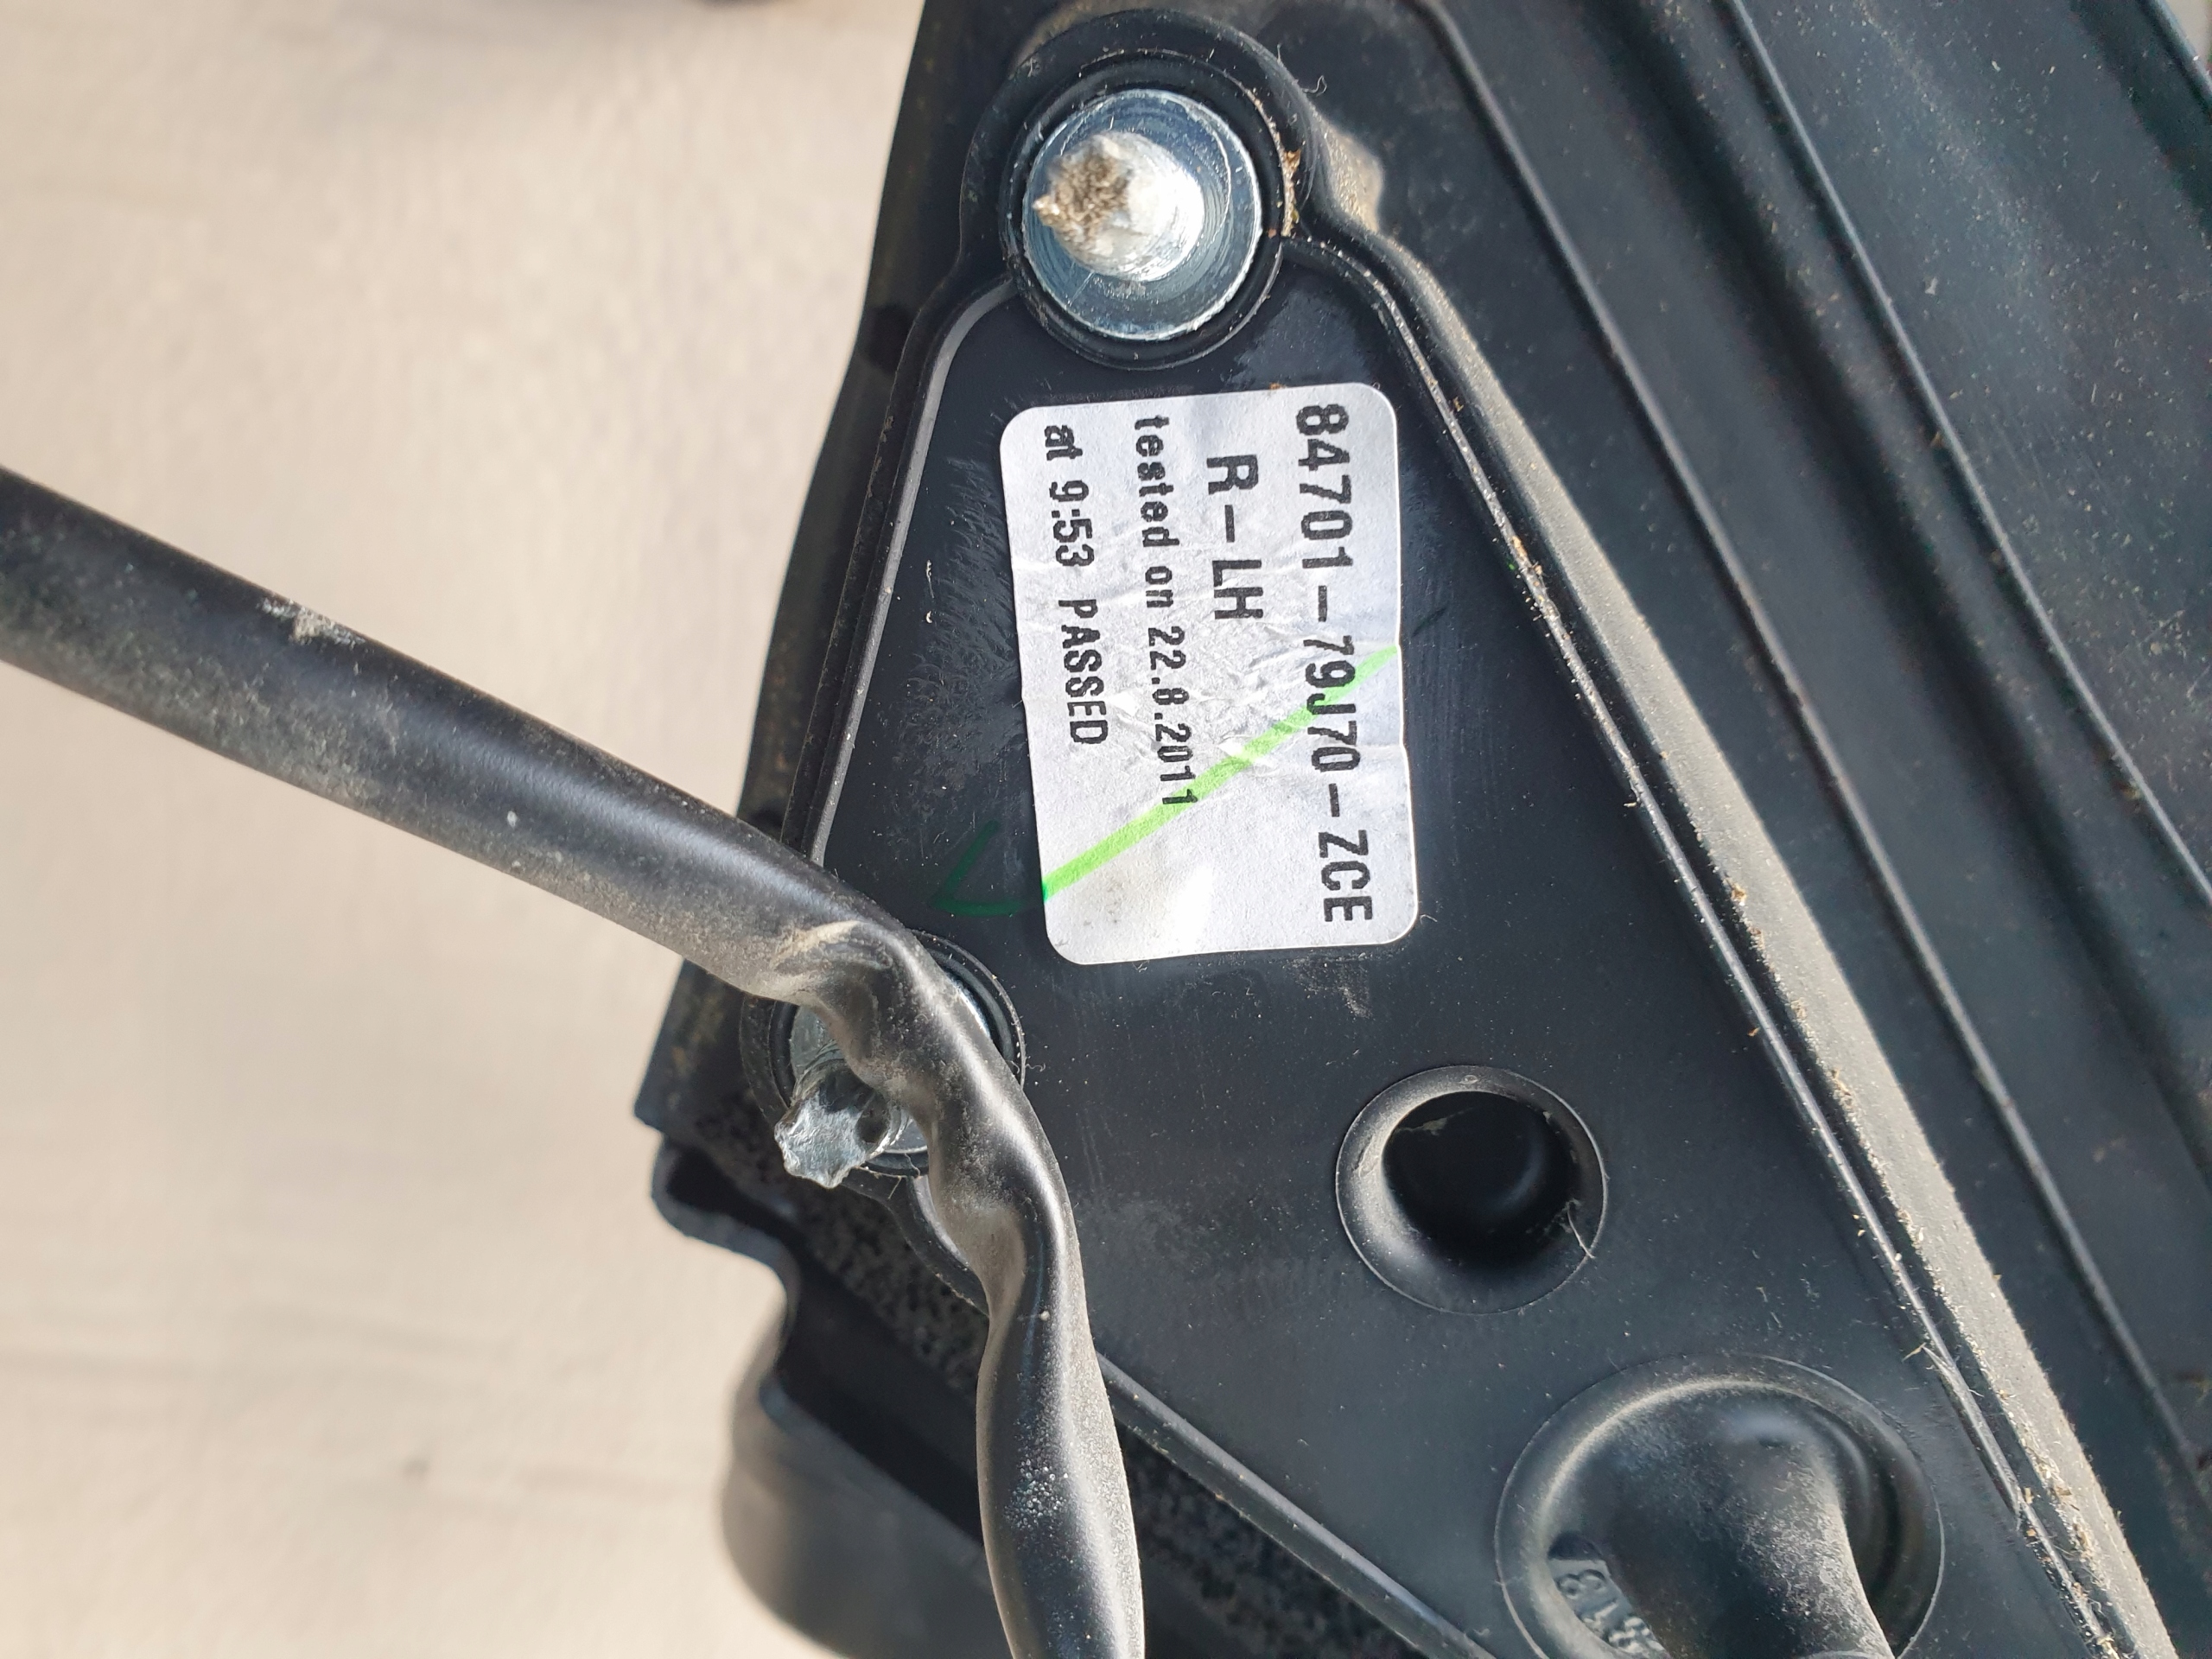 84701-79J70-ZCE
R-LH
tested on 22.8.2011
at 9:53 PASSED